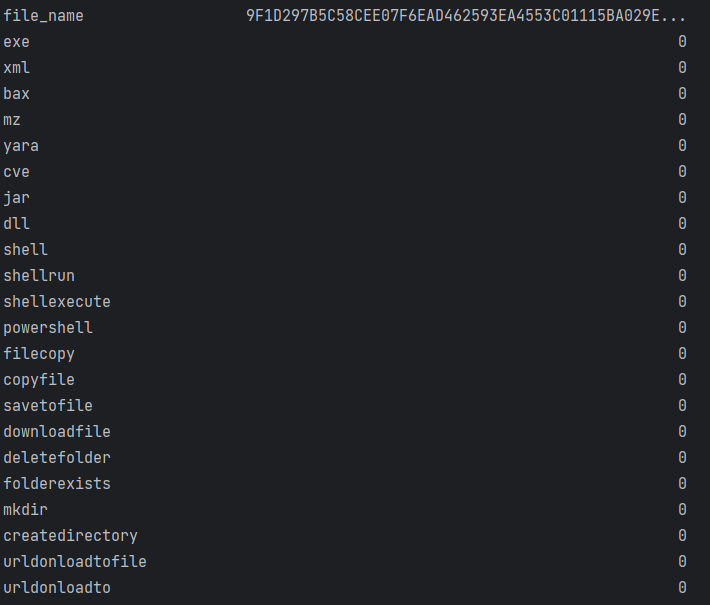 file_name 9F1D297B5C58CEE07F6EAD462593EA4553C01115BA029E...
exe 0
xml 0
bax 0
mz 0
yara 0
cve 0
jar 0
dll 0
shell 0
shellrun 0
shellexecute 0
powershell 0
filecopy 0
copyfile 0
savetofile 0
downloadfile 0
deletefolder 0
folderexists 0
mkdir 0
createdirectory 0
urldonloadtofile 0
urldonloadto 0